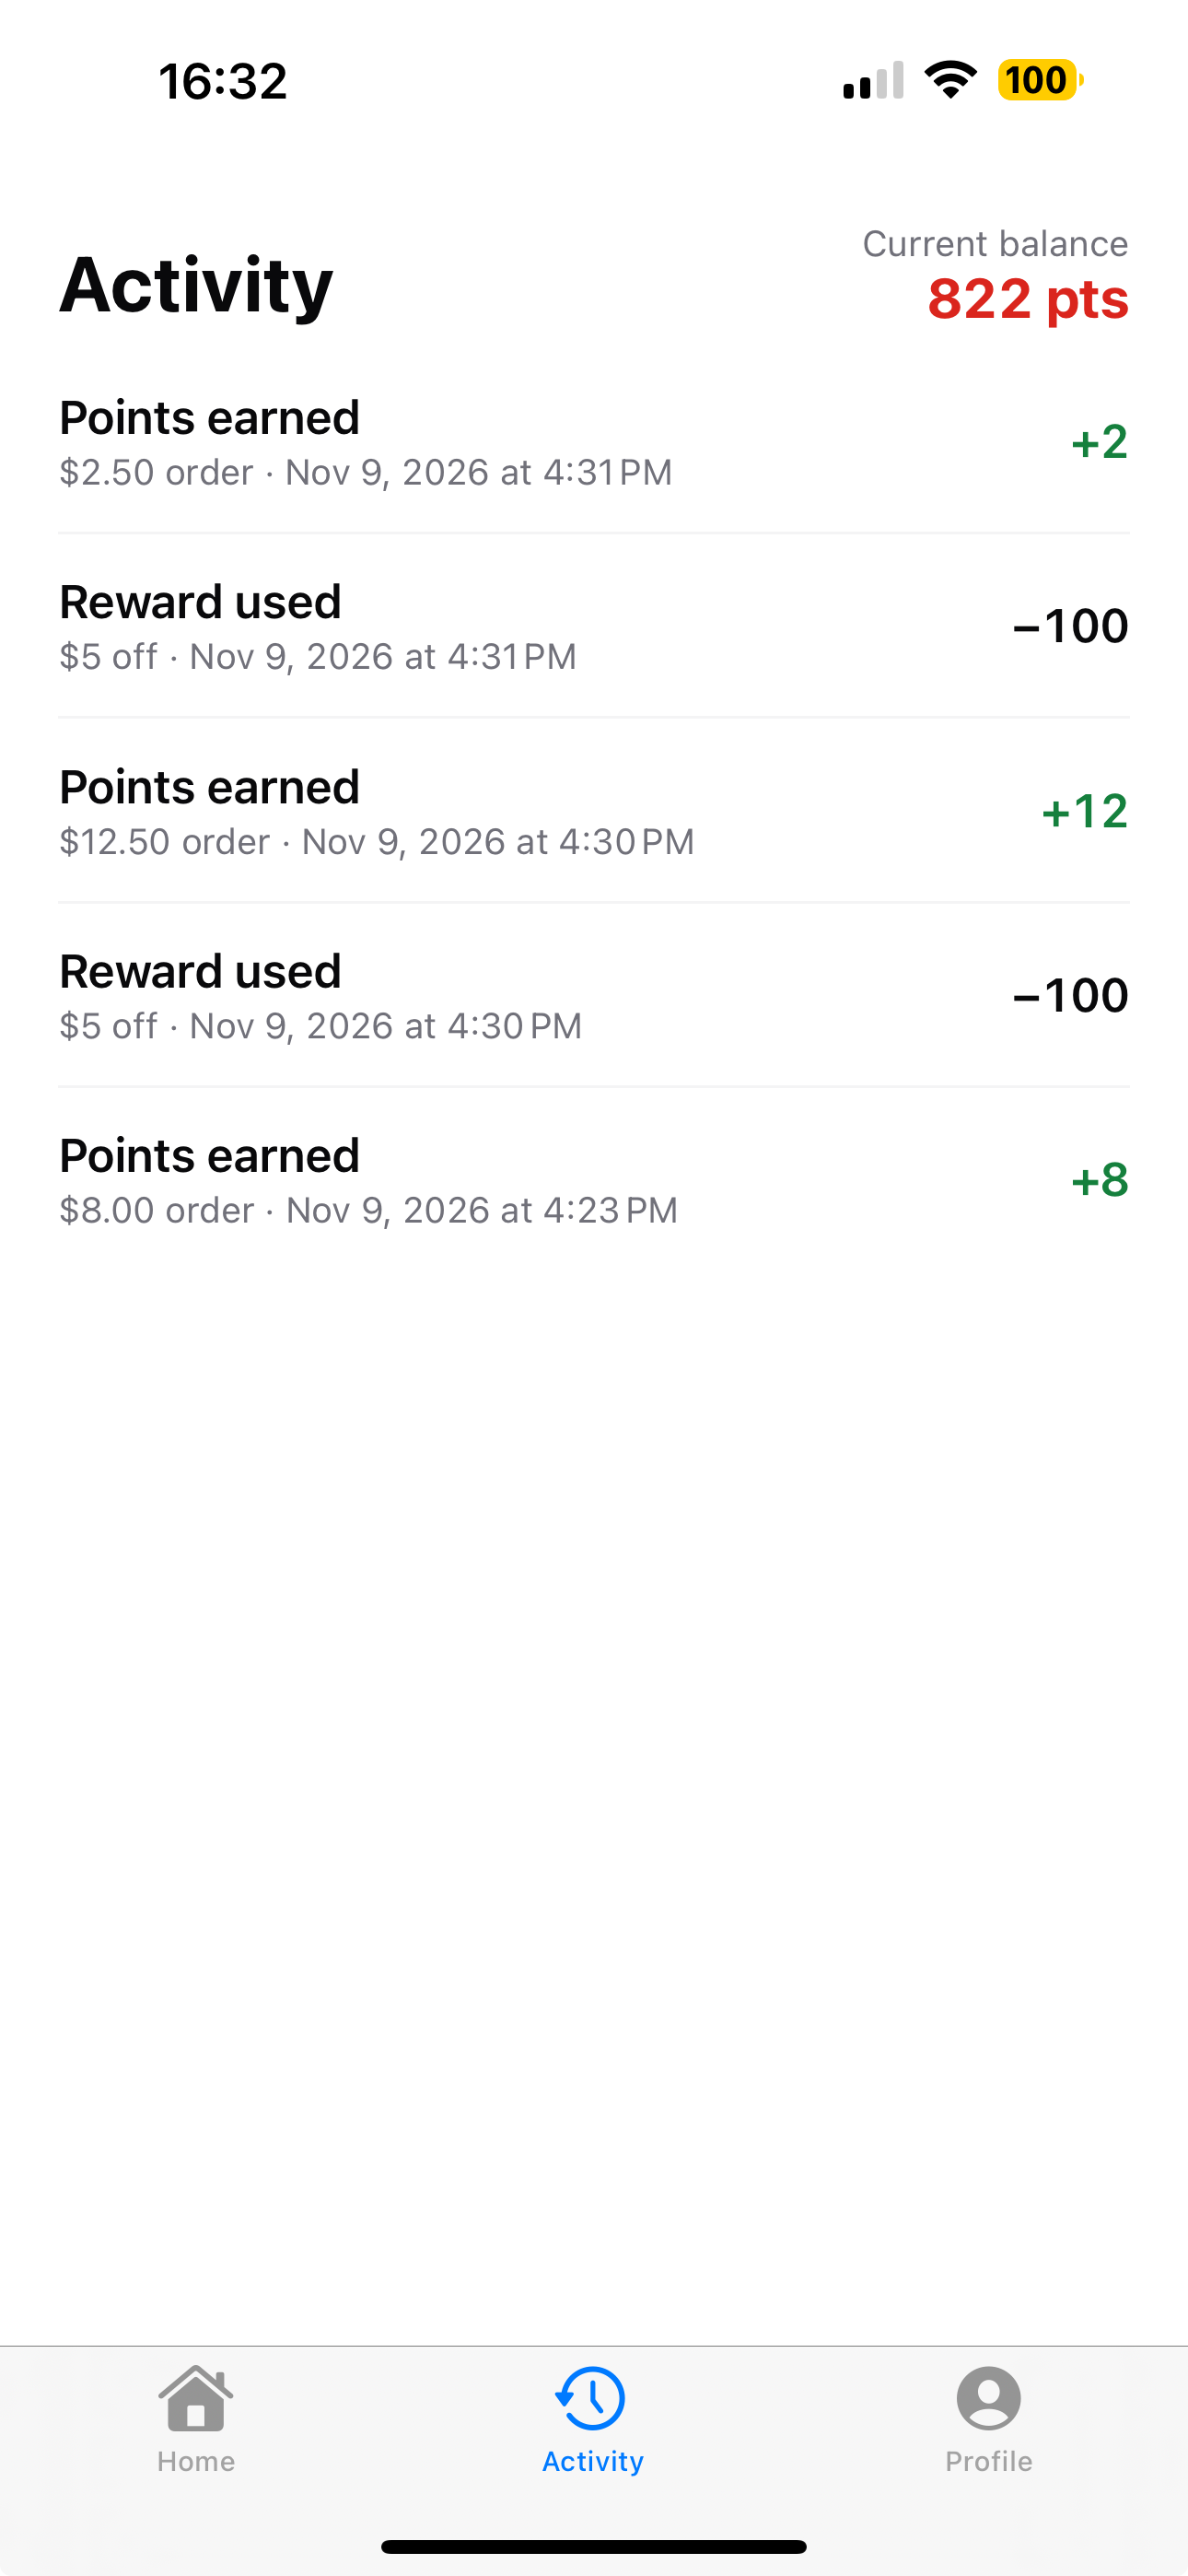 16:32
100
Activity
Current balance
822 pts
Points earned
$2.50 order · Nov 9, 2026 at 4:31 PM
+2
Reward used
$5 off · Nov 9, 2026 at 4:31 PM
−100
Points earned
$12.50 order · Nov 9, 2026 at 4:30 PM
+12
Reward used
$5 off · Nov 9, 2026 at 4:30 PM
−100
Points earned
$8.00 order · Nov 9, 2026 at 4:23 PM
+8
Home
Activity
Profile